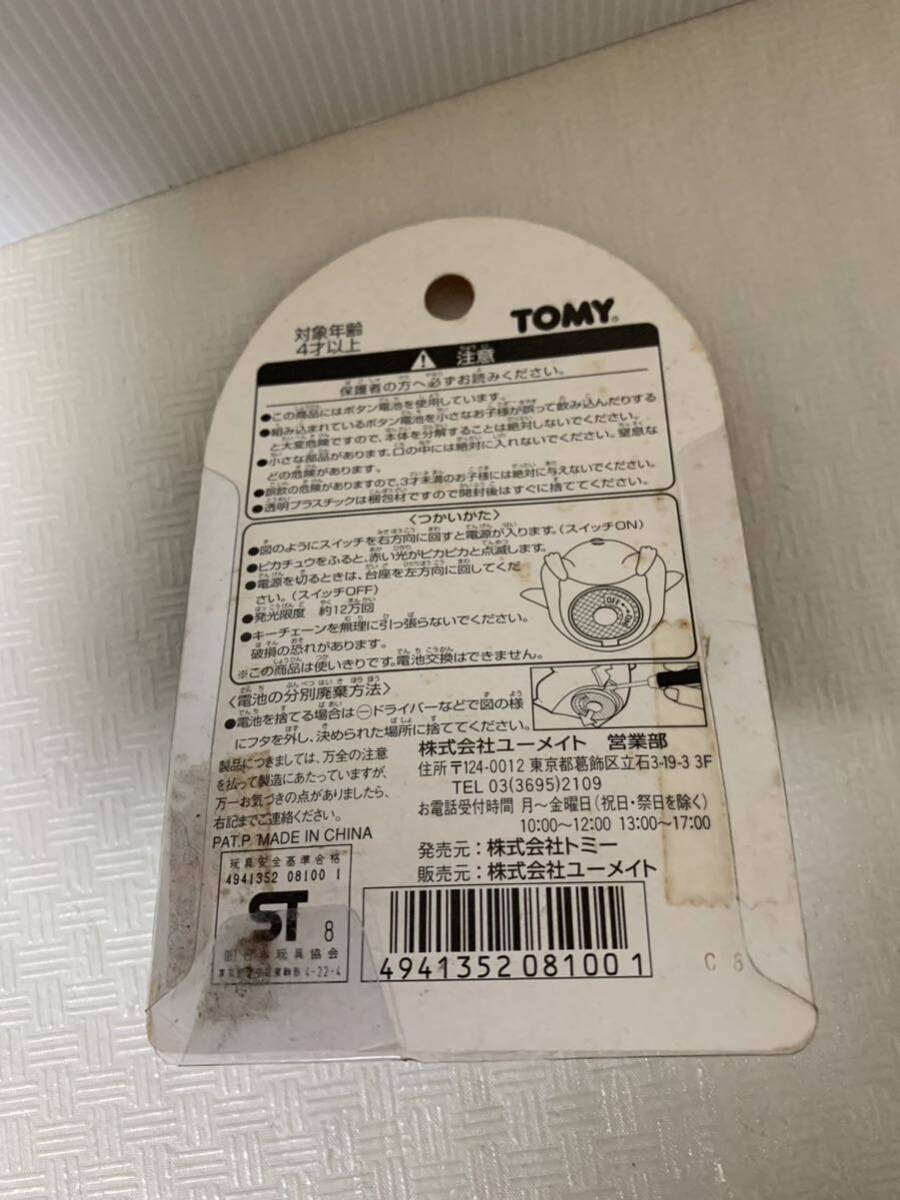 TOMY®
対象年齢
4才以上
注意
保護者の方へ必ずお読みください。
●この商品にはボタン電池を使用しています。
●組み込まれているボタン電池を小さなお子様が誤って飲み込んだりする
と大変危険ですので、本体を分解することは絶対しないでください。
●小さな部品があります。口の中には絶対に入れないでください。窒息な
どの危険があります。
●誤飲の危険がありますので、3才未満のお子様には絶対に与えないでください。
●透明プラスチックは梱包材ですので開封後はすぐに捨ててください。
〈つかいかた〉
●図のようにスイッチを右方向に回すと電源が入ります。(スイッチON)
●ピカチュウをふると、赤い光がピカピカと点滅します。
●電源を切るときは、台座を左方向に回してくだ
さい。(スイッチOFF)
●発光限度 約12万回
●キーチェーンを無理に引っ張らないでください。
破損の恐れがあります。
※この商品は使いきりです。電池交換はできません。
OFF ON
〈電池の分別廃棄方法〉
●電池を捨てる場合は⊖ドライバーなどで図の様
にフタを外し、決められた場所に捨ててください。
製品につきましては、万全の注意
を払って製造にあたっていますが、
万一お気づきの点がありましたら、
右記までご連絡ください。
PAT.P MADE IN CHINA
株式会社ユーメイト 営業部
住所 〒124-0012 東京都葛飾区立石3-19-3 3F
TEL 03(3695)2109
お電話受付時間 月〜金曜日(祝日・祭日を除く)
10:00〜12:00 13:00〜17:00
発売元:株式会社トミー
販売元:株式会社ユーメイト
玩具安全基準合格
4941352 08100 1
ST 8
玩具協会
4-22-4
4941352081001
C 8